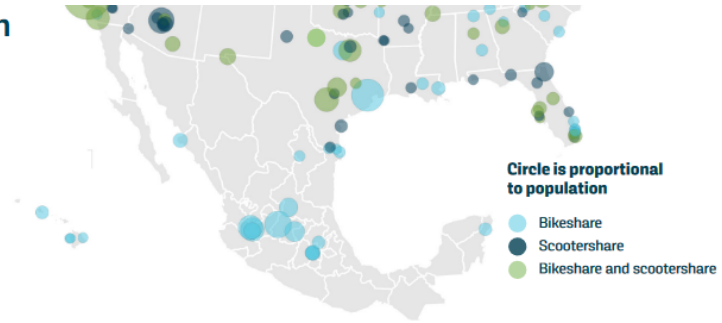 n
Circle is proportional
to population
Bikeshare
Scootershare
Bikeshare and scootershare